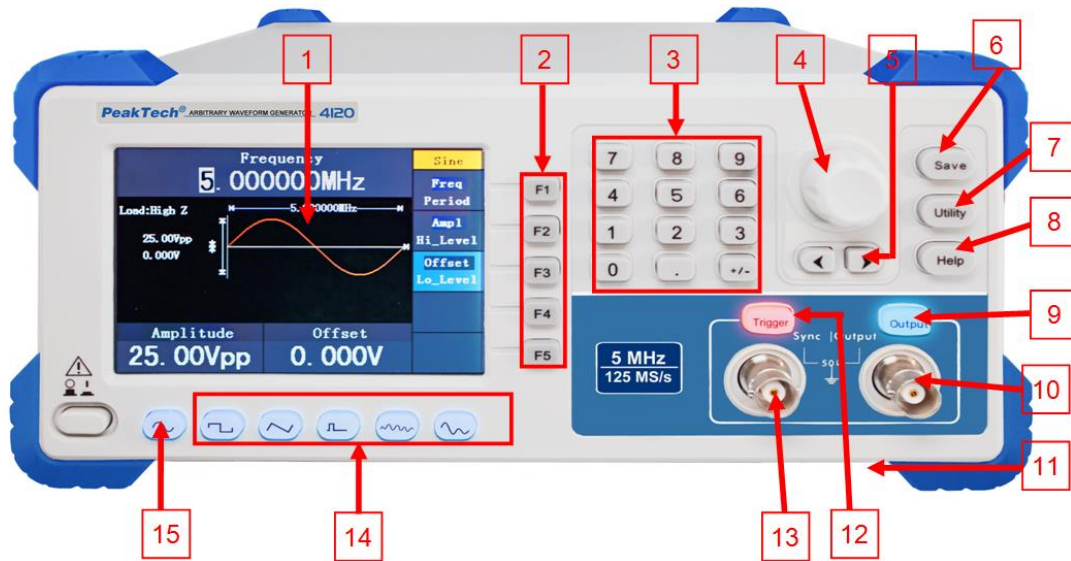 1
2
3
4
5
6
7
8
9
10
11
12
13
14
15
PeakTech® ARBITRARY WAVEFORM GENERATOR 4120
Frequency
5.000000MHz
Load:High Z
5.000000MHz
25.00Vpp
0.000V
Amplitude
25.00Vpp
Offset
0.000V
Sine
Freq
Period
Ampl
Hi_Level
Offset
Lo_Level
F1
F2
F3
F4
F5
7 8 9
4 5 6
1 2 3
0 . +/-
Save
Utility
Help
Trigger
Output
Sync | Output
50Ω
5 MHz
125 MS/s